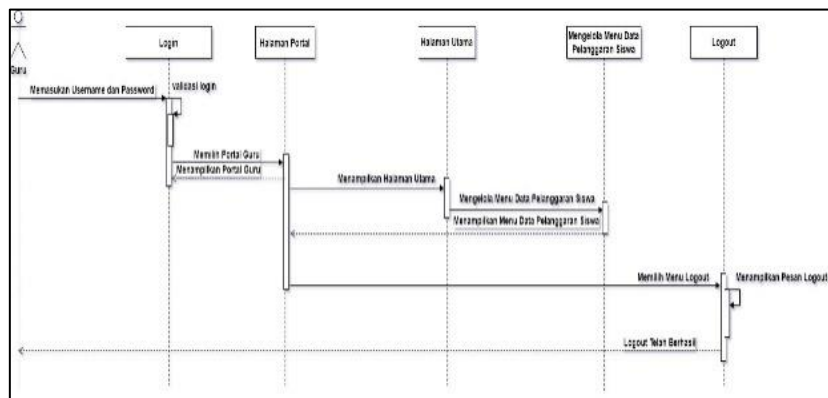 Login
Halaman Portal
Halaman Utama
Mengelola Menu Data
Pelanggaran Siswa
Logout
Guru
Memasukan Username dan Password
validasi login
Memilih Portal Guru
Menampilkan Portal Guru
Menampilkan Halaman Utama
Mengelola Menu Data Pelanggaran Siswa
Menampilkan Menu Data Pelanggaran Siswa
Memilih Menu Logout
Menampilkan Pesan Logout
Logout Telah Berhasil